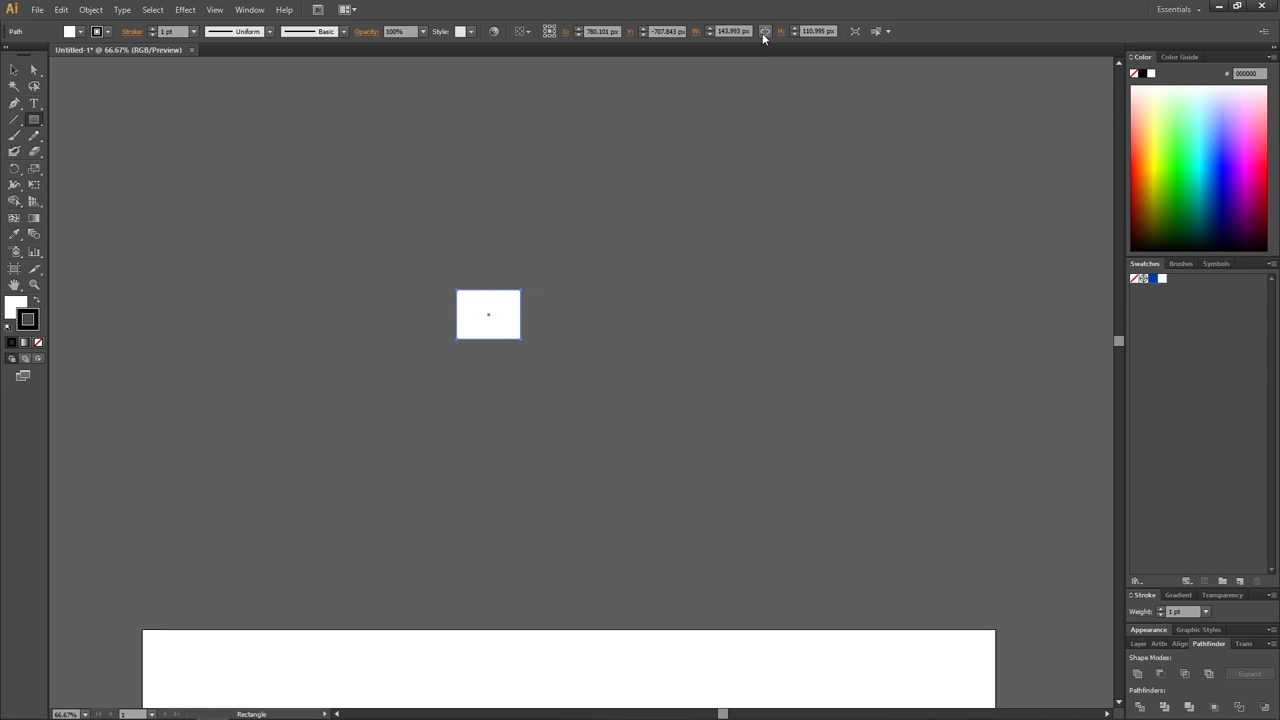 Ai File Edit Object Type Select Effect View Window Help Br Essentials
Path Stroke: 1 pt Uniform Basic Opacity: 100% Style: X: 780.101 px Y: -707.843 px W: 143.993 px H: 110.995 px
Untitled-1* @ 66.67% (RGB/Preview) ×
Color Color Guide
# 000000
Swatches Brushes Symbols
Stroke Gradient Transparency
Weight: 1 pt
Appearance Graphic Styles
Layer Artb Align Pathfinder Trans
Shape Modes:
Expand
Pathfinders:
66.67% 1 Rectangle